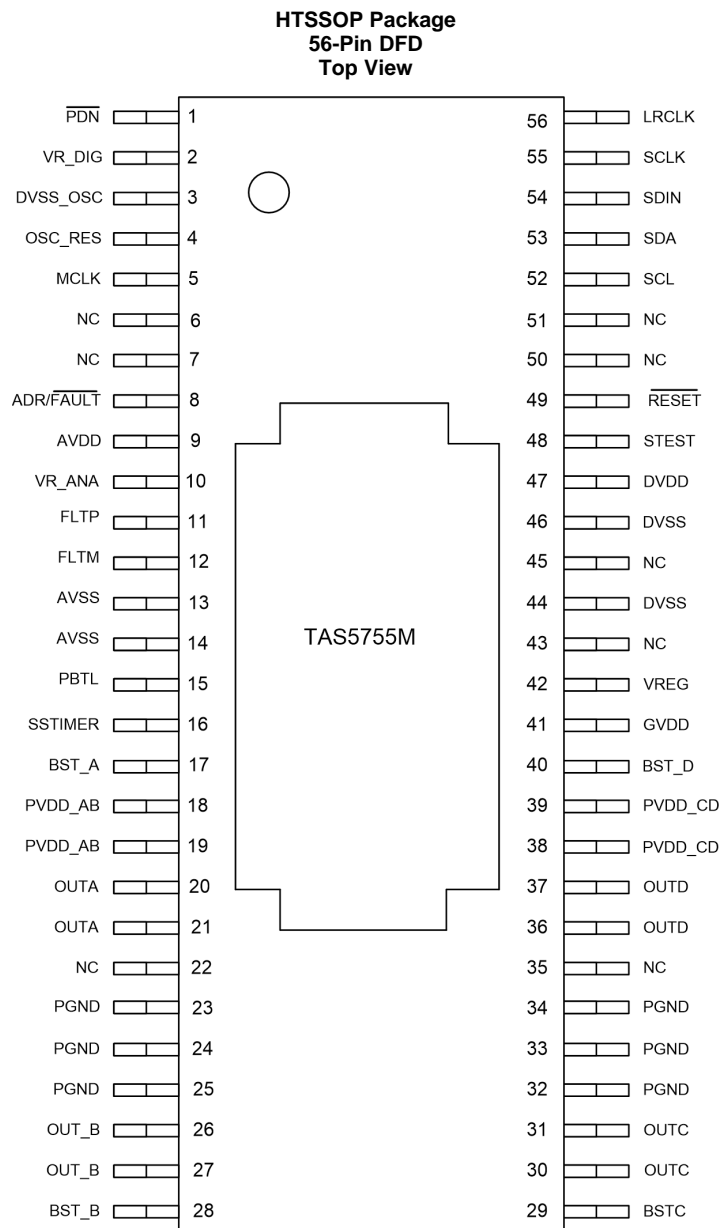 HTSSOP Package
56-Pin DFD
Top View
PDN 1 56 LRCLK
VR_DIG 2 55 SCLK
DVSS_OSC 3 54 SDIN
OSC_RES 4 53 SDA
MCLK 5 52 SCL
NC 6 51 NC
NC 7 50 NC
ADR/FAULT 8 49 RESET
AVDD 9 48 STEST
VR_ANA 10 47 DVDD
FLTP 11 46 DVSS
FLTM 12 45 NC
AVSS 13 44 DVSS
AVSS 14 TAS5755M 43 NC
PBTL 15 42 VREG
SSTIMER 16 41 GVDD
BST_A 17 40 BST_D
PVDD_AB 18 39 PVDD_CD
PVDD_AB 19 38 PVDD_CD
OUTA 20 37 OUTD
OUTA 21 36 OUTD
NC 22 35 NC
PGND 23 34 PGND
PGND 24 33 PGND
PGND 25 32 PGND
OUT_B 26 31 OUTC
OUT_B 27 30 OUTC
BST_B 28 29 BSTC